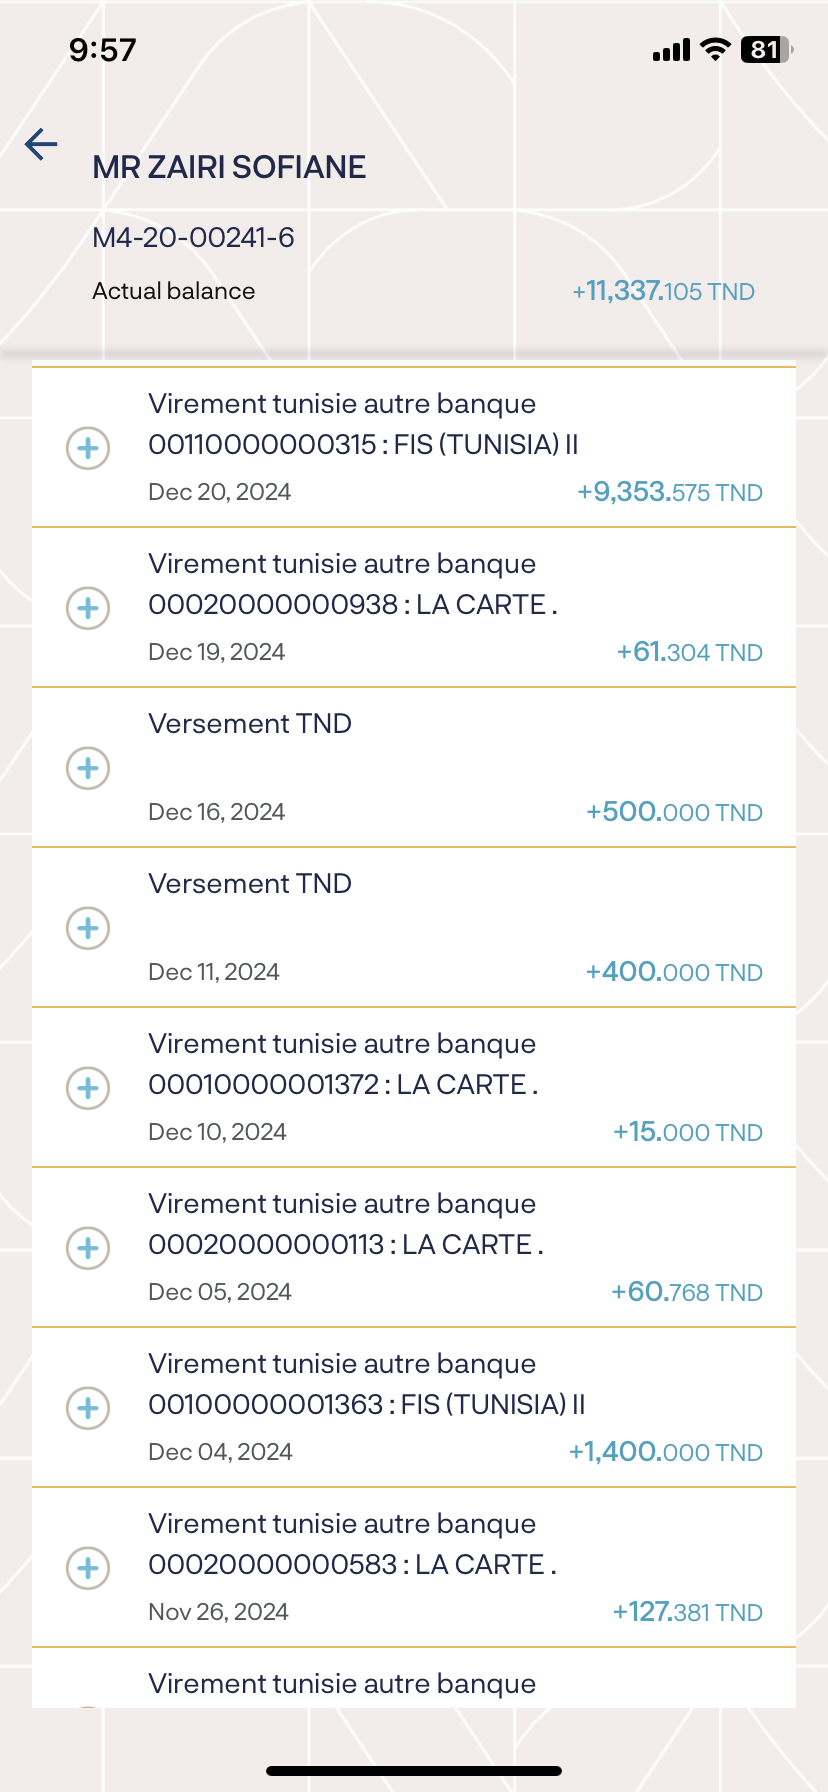 9:57
81
MR ZAIRI SOFIANE
M4-20-00241-6
Actual balance +11,337.105 TND
Virement tunisie autre banque
00110000000315 : FIS (TUNISIA) II
Dec 20, 2024 +9,353.575 TND
Virement tunisie autre banque
00020000000938 : LA CARTE .
Dec 19, 2024 +61.304 TND
Versement TND
Dec 16, 2024 +500.000 TND
Versement TND
Dec 11, 2024 +400.000 TND
Virement tunisie autre banque
00010000001372 : LA CARTE .
Dec 10, 2024 +15.000 TND
Virement tunisie autre banque
00020000000113 : LA CARTE .
Dec 05, 2024 +60.768 TND
Virement tunisie autre banque
00100000001363 : FIS (TUNISIA) II
Dec 04, 2024 +1,400.000 TND
Virement tunisie autre banque
00020000000583 : LA CARTE .
Nov 26, 2024 +127.381 TND
Virement tunisie autre banque